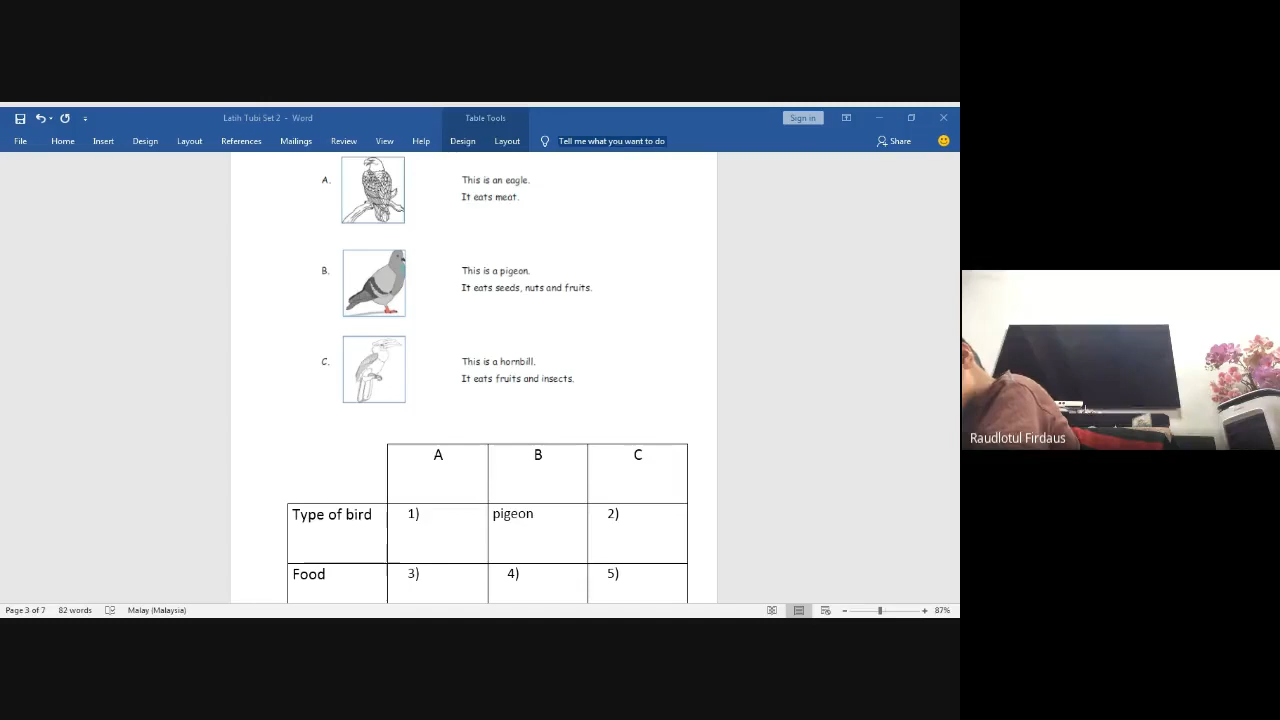 Latih Tubi Set 2 - Word
Table Tools
Sign in
File Home Insert Design Layout References Mailings Review View Help Design Layout Tell me what you want to do Share
A. This is an eagle.
It eats meat.
B. This is a pigeon.
It eats seeds, nuts and fruits.
C. This is a hornbill.
It eats fruits and insects.
A B C
Type of bird 1) pigeon 2)
Food 3) 4) 5)
Raudlotul Firdaus
Page 3 of 7 82 words Malay (Malaysia) 87%